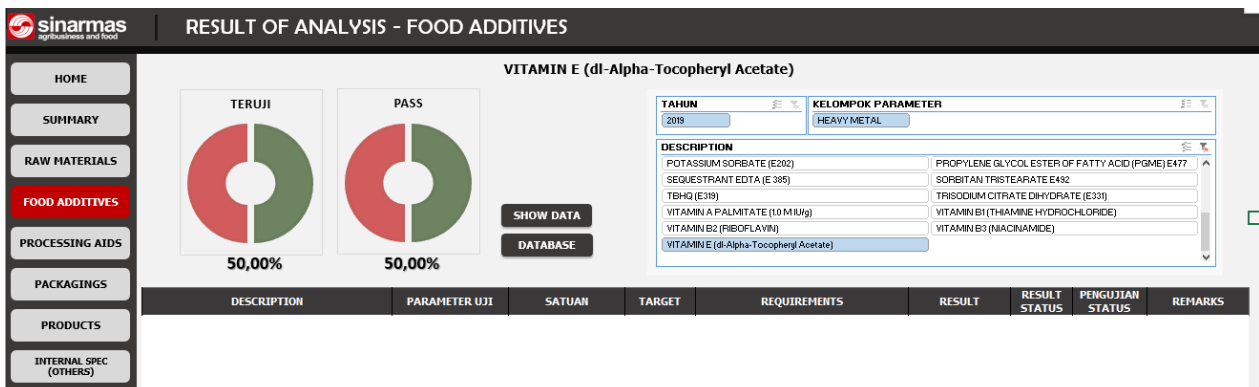 sinarmas
agribusiness and food
RESULT OF ANALYSIS - FOOD ADDITIVES
HOME
SUMMARY
RAW MATERIALS
FOOD ADDITIVES
PROCESSING AIDS
PACKAGINGS
PRODUCTS
INTERNAL SPEC
(OTHERS)
VITAMIN E (dl-Alpha-Tocopheryl Acetate)
TERUJI
50,00%
PASS
50,00%
SHOW DATA
DATABASE
TAHUN
2019
KELOMPOK PARAMETER
HEAVY METAL
DESCRIPTION
POTASSIUM SORBATE (E202)
PROPYLENE GLYCOL ESTER OF FATTY ACID (PGME) E477
SEQUESTRANT EDTA (E 385)
SORBITAN TRISTEARATE E492
TBHQ (E319)
TRISODIUM CITRATE DIHYDRATE (E331)
VITAMIN A PALMITATE (1.0 M IU/g)
VITAMIN B1 (THIAMINE HYDROCHLORIDE)
VITAMIN B2 (RIBOFLAVIN)
VITAMIN B3 (NIACINAMIDE)
VITAMIN E (dl-Alpha-Tocopheryl Acetate)
DESCRIPTION PARAMETER UJI SATUAN TARGET REQUIREMENTS RESULT RESULT STATUS PENGUJIAN STATUS REMARKS